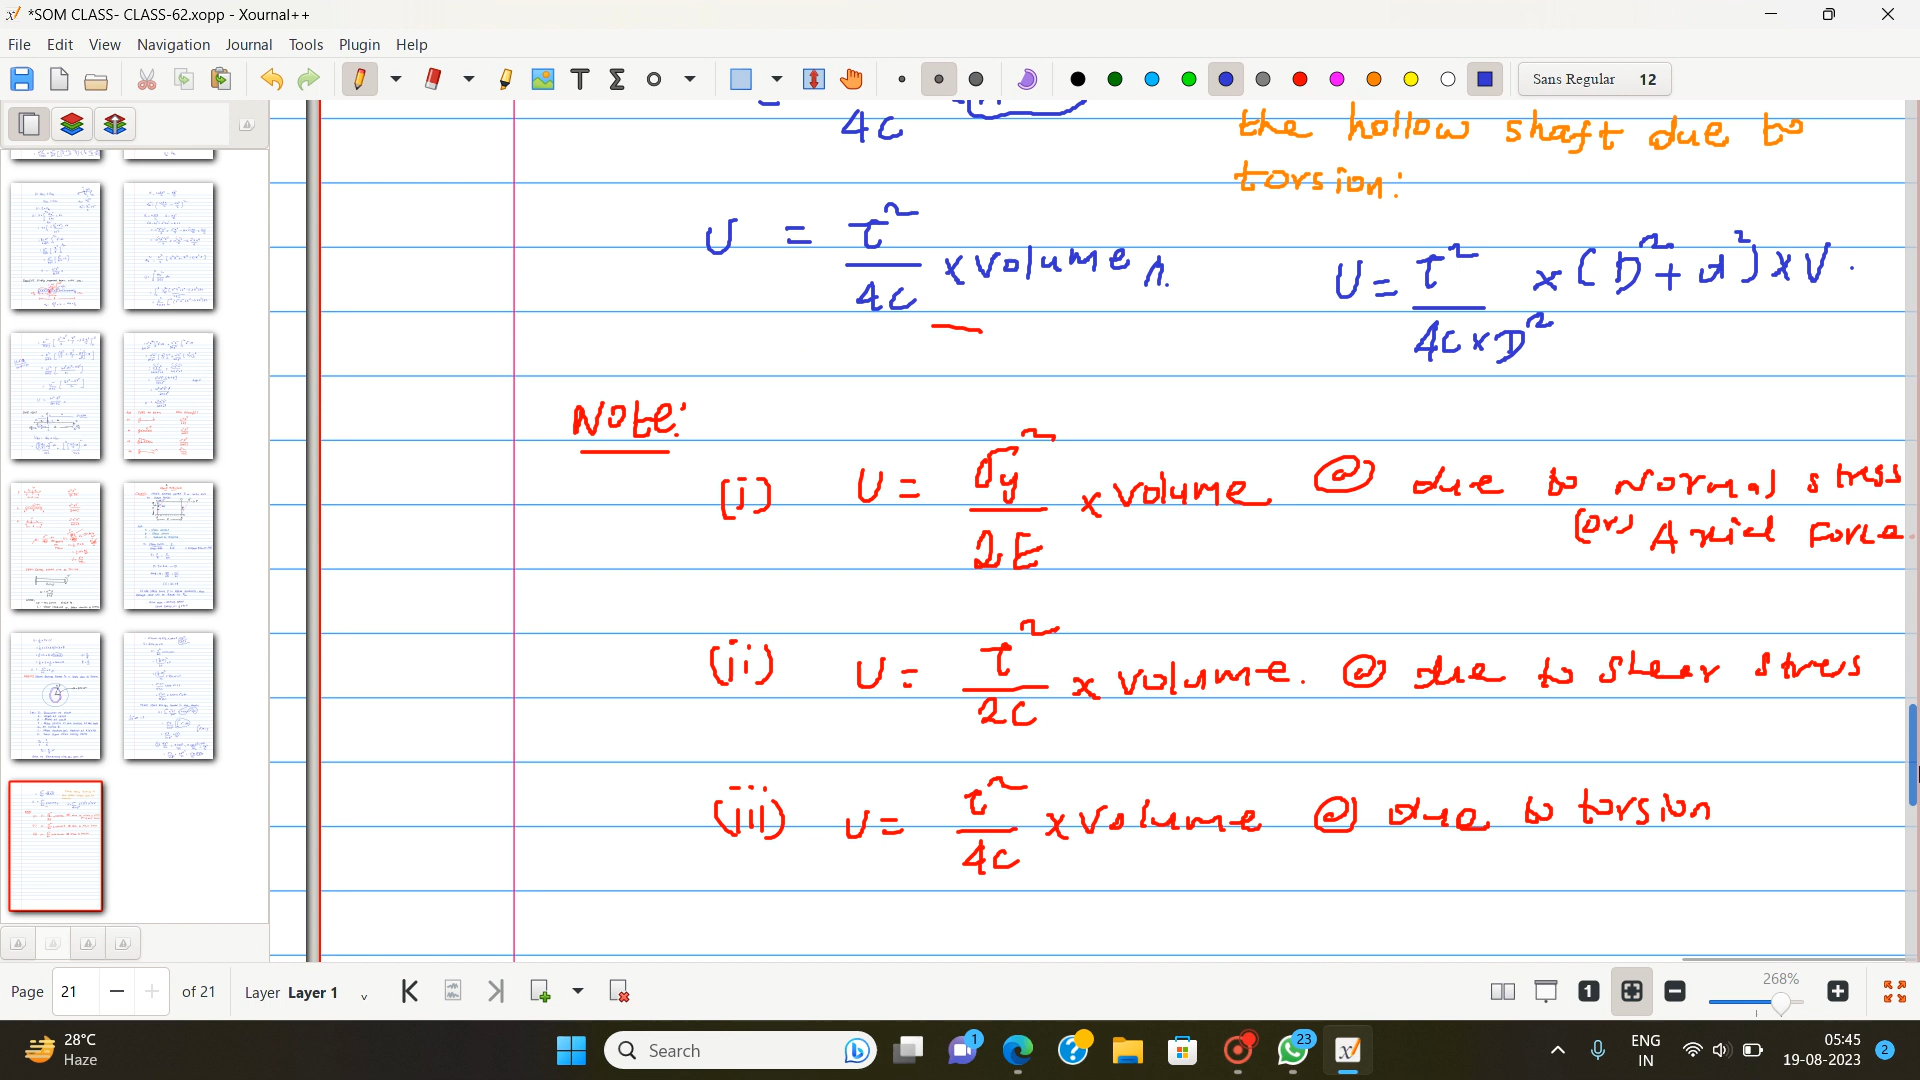 *SOM CLASS- CLASS-62.xopp - Xournal++
File Edit View Navigation Journal Tools Plugin Help
Sans Regular 12
4C
the hollow shaft due to
torsion:
U = τ²/4C × volume //.
U = τ²/4C×D² × (D²+d²) × V .
Note:
(i) U = σy²/2E × volume @ due to Normal stress
(or) Axial Force.
(ii) U = τ²/2C × volume. @ due to shear stress
(iii) U = τ²/4C × volume @ due to torsion
Page 21 of 21 Layer Layer 1 268%
28°C
Haze
Search
1
23
ENG
IN
05:45
19-08-2023
2